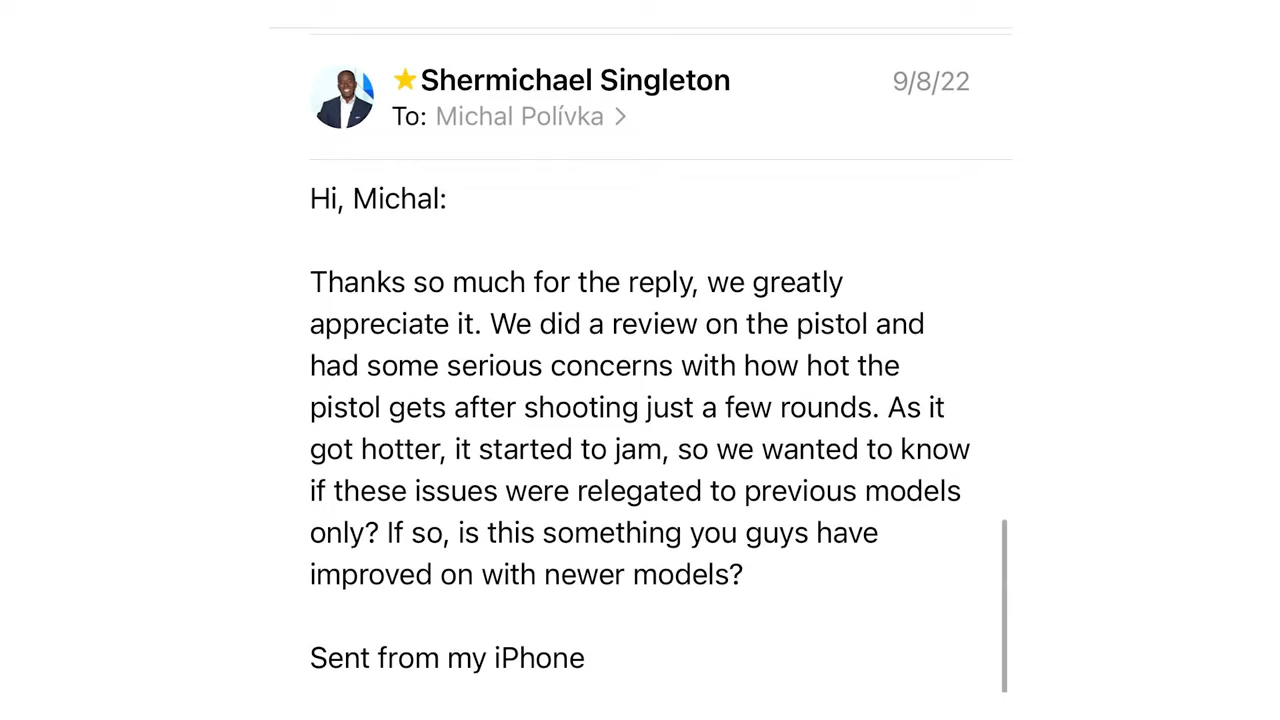 Shermichael Singleton 9/8/22
To: Michal Polívka >
Hi, Michal:
Thanks so much for the reply, we greatly
appreciate it. We did a review on the pistol and
had some serious concerns with how hot the
pistol gets after shooting just a few rounds. As it
got hotter, it started to jam, so we wanted to know
if these issues were relegated to previous models
only? If so, is this something you guys have
improved on with newer models?
Sent from my iPhone